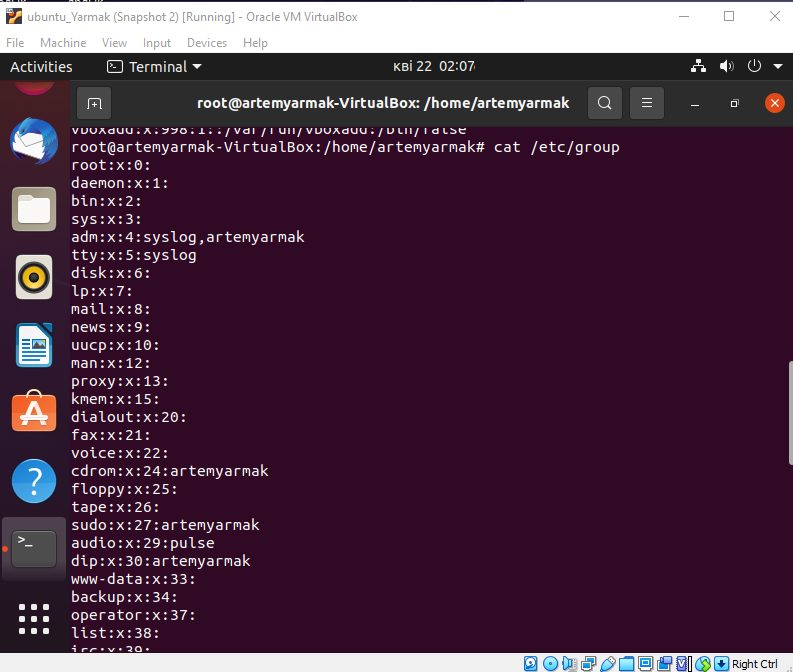 ubuntu_Yarmak (Snapshot 2) [Running] - Oracle VM VirtualBox
File Machine View Input Devices Help
Activities Terminal кві 22 02:07
root@artemyarmak-VirtualBox: /home/artemyarmak
vboxadd:x:998:1::/var/run/vboxadd:/bin/false
root@artemyarmak-VirtualBox:/home/artemyarmak# cat /etc/group
root:x:0:
daemon:x:1:
bin:x:2:
sys:x:3:
adm:x:4:syslog,artemyarmak
tty:x:5:syslog
disk:x:6:
lp:x:7:
mail:x:8:
news:x:9:
uucp:x:10:
man:x:12:
proxy:x:13:
kmem:x:15:
dialout:x:20:
fax:x:21:
voice:x:22:
cdrom:x:24:artemyarmak
floppy:x:25:
tape:x:26:
sudo:x:27:artemyarmak
audio:x:29:pulse
dip:x:30:artemyarmak
www-data:x:33:
backup:x:34:
operator:x:37:
list:x:38:
irc:x:39:
Right Ctrl